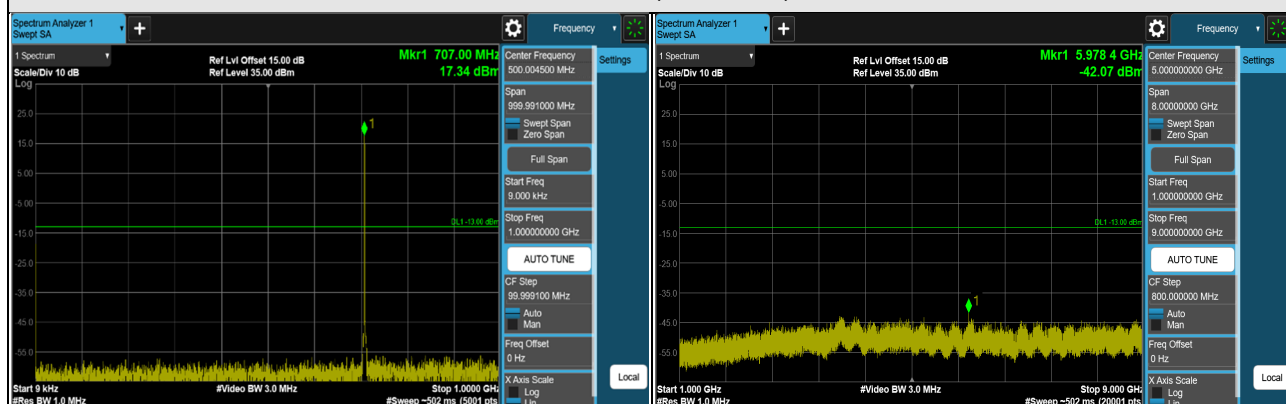 Spectrum Analyzer 1
Swept SA
+
Frequency
1 Spectrum
Ref Lvl Offset 15.00 dB
Mkr1 707.00 MHz
Scale/Div 10 dB
Ref Level 35.00 dBm
17.34 dBm
Log
25.0
15.0
5.00
-5.00
-15.0
-25.0
-35.0
-45.0
-55.0
1
DL1 -13.00 dBm
Start 9 kHz
#Video BW 3.0 MHz
Stop 1.0000 GHz
#Res BW 1.0 MHz
#Sweep ~502 ms (5001 pts
Center Frequency
500.004500 MHz
Settings
Span
999.991000 MHz
Swept Span
Zero Span
Full Span
Start Freq
9.000 kHz
Stop Freq
1.000000000 GHz
AUTO TUNE
CF Step
99.999100 MHz
Auto
Man
Freq Offset
0 Hz
X Axis Scale
Log
Lin
Local
Spectrum Analyzer 1
Swept SA
+
Frequency
1 Spectrum
Ref Lvl Offset 15.00 dB
Mkr1 5.978 4 GHz
Scale/Div 10 dB
Ref Level 35.00 dBm
-42.07 dBm
Log
25.0
15.0
5.00
-5.00
-15.0
-25.0
-35.0
-45.0
-55.0
1
DL1 -13.00 dBm
Start 1.000 GHz
#Video BW 3.0 MHz
Stop 9.000 GHz
#Res BW 1.0 MHz
#Sweep ~502 ms (20001 pts
Center Frequency
5.000000000 GHz
Settings
Span
8.00000000 GHz
Swept Span
Zero Span
Full Span
Start Freq
1.000000000 GHz
Stop Freq
9.000000000 GHz
AUTO TUNE
CF Step
800.000000 MHz
Auto
Man
Freq Offset
0 Hz
X Axis Scale
Log
Lin
Local